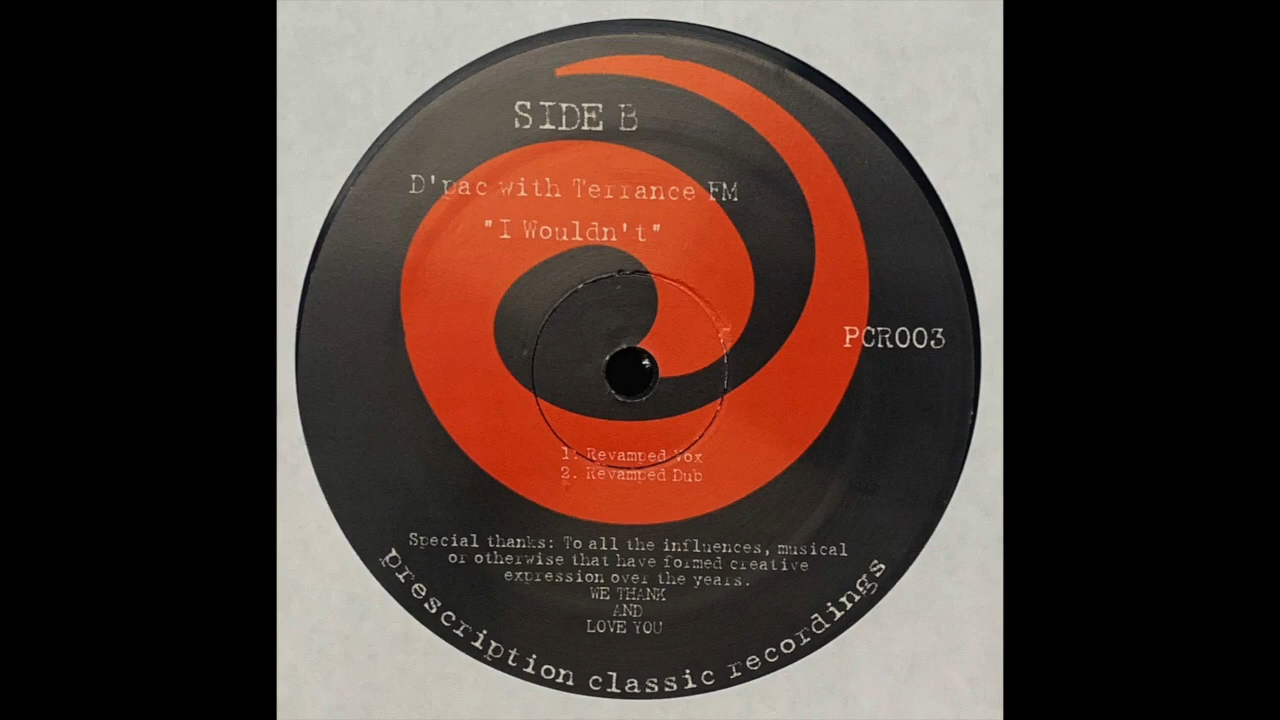 SIDE B
D'pac with Terrance FM
"I Wouldn't"
PCR003
1. Revamped Vox
2. Revamped Dub
Special thanks: To all the influences, musical
or otherwise that have formed creative
expression over the years.
WE THANK
AND
LOVE YOU
prescription classic recordings